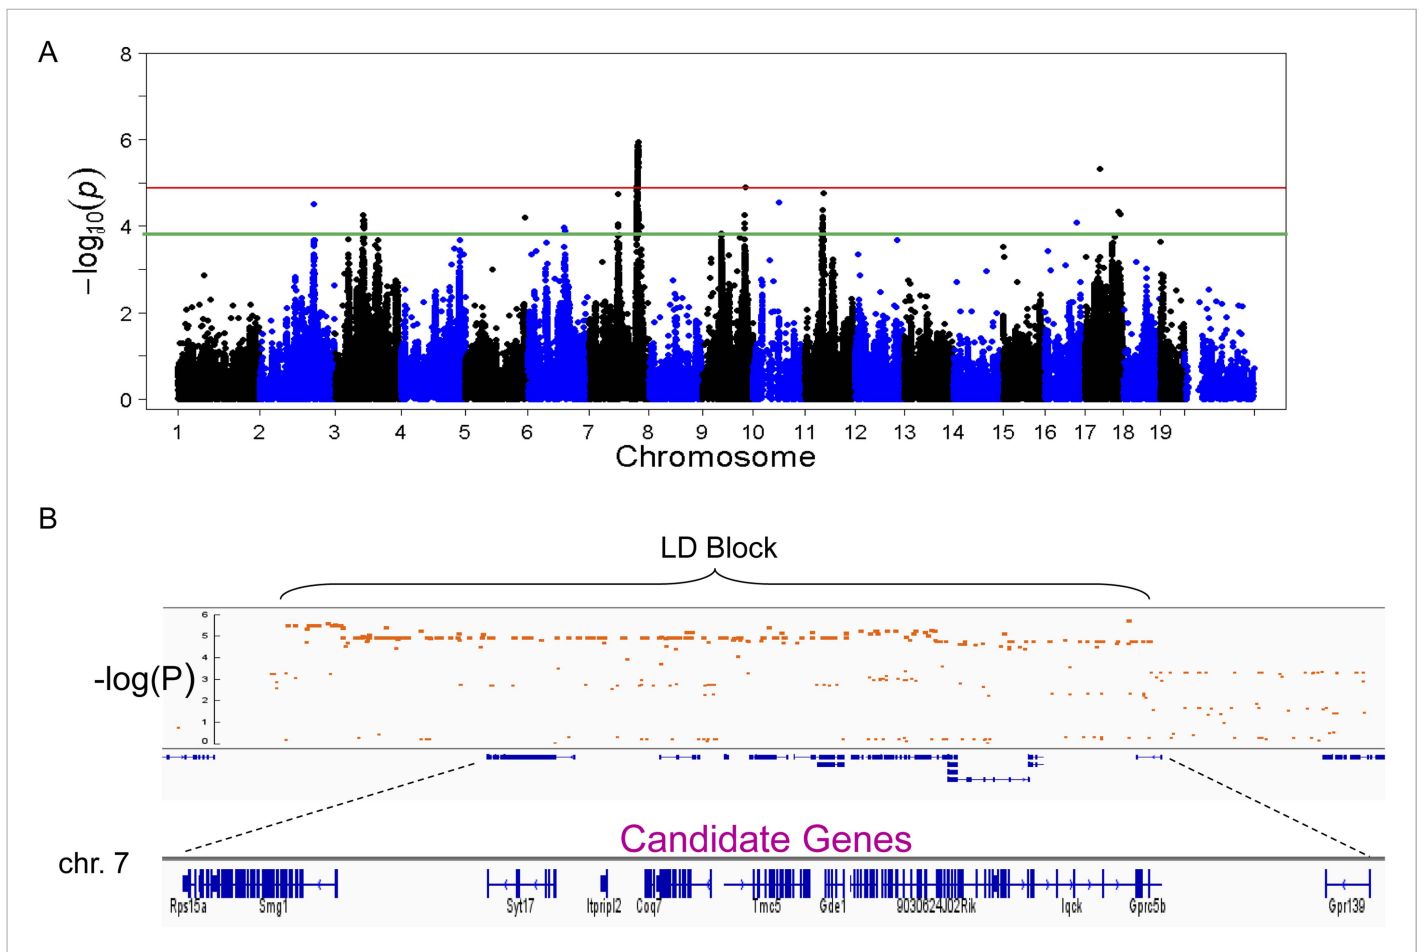 A
8
6
4
2
0
−log₁₀(p)
1 2 3 4 5 6 7 8 9 10 11 12 13 14 15 16 17 18 19
Chromosome
B
LD Block
-log(P)
6
5
4
3
2
1
0
Candidate Genes
chr. 7
Rps15a Smg1 Syt17 Itpripl2 Coq7 Tmc5 Gde1 9030624J02Rik Iqck Gprc5b Gpr139